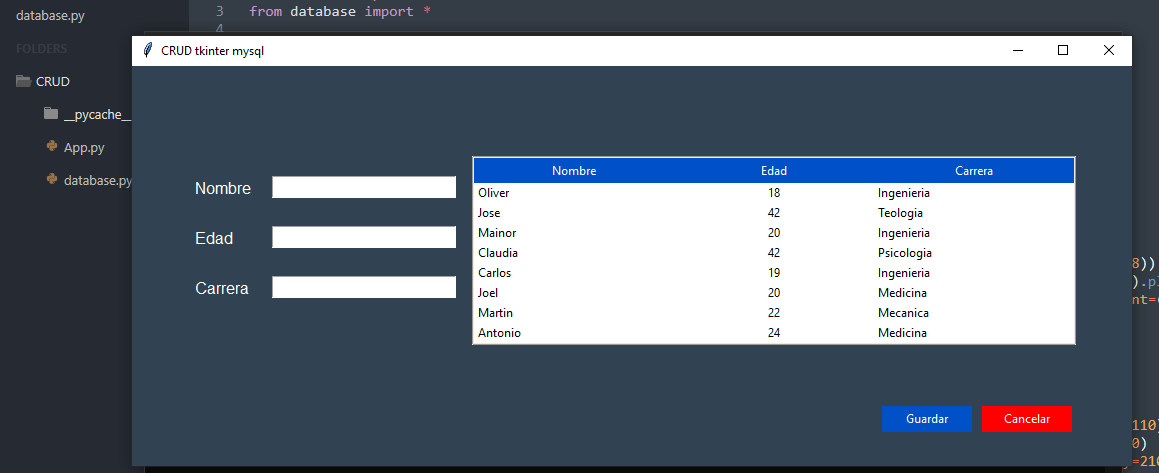 database.py
3 from database import *
4
FOLDERS
CRUD
__pycache__
App.py
database.py
CRUD tkinter mysql
Nombre
Edad
Carrera
Nombre Edad Carrera
Oliver 18 Ingenieria
Jose 42 Teologia
Mainor 20 Ingenieria
Claudia 42 Psicologia
Carlos 19 Ingenieria
Joel 20 Medicina
Martin 22 Mecanica
Antonio 24 Medicina
Guardar Cancelar
8))
).p
nt=
110)
0)
=210